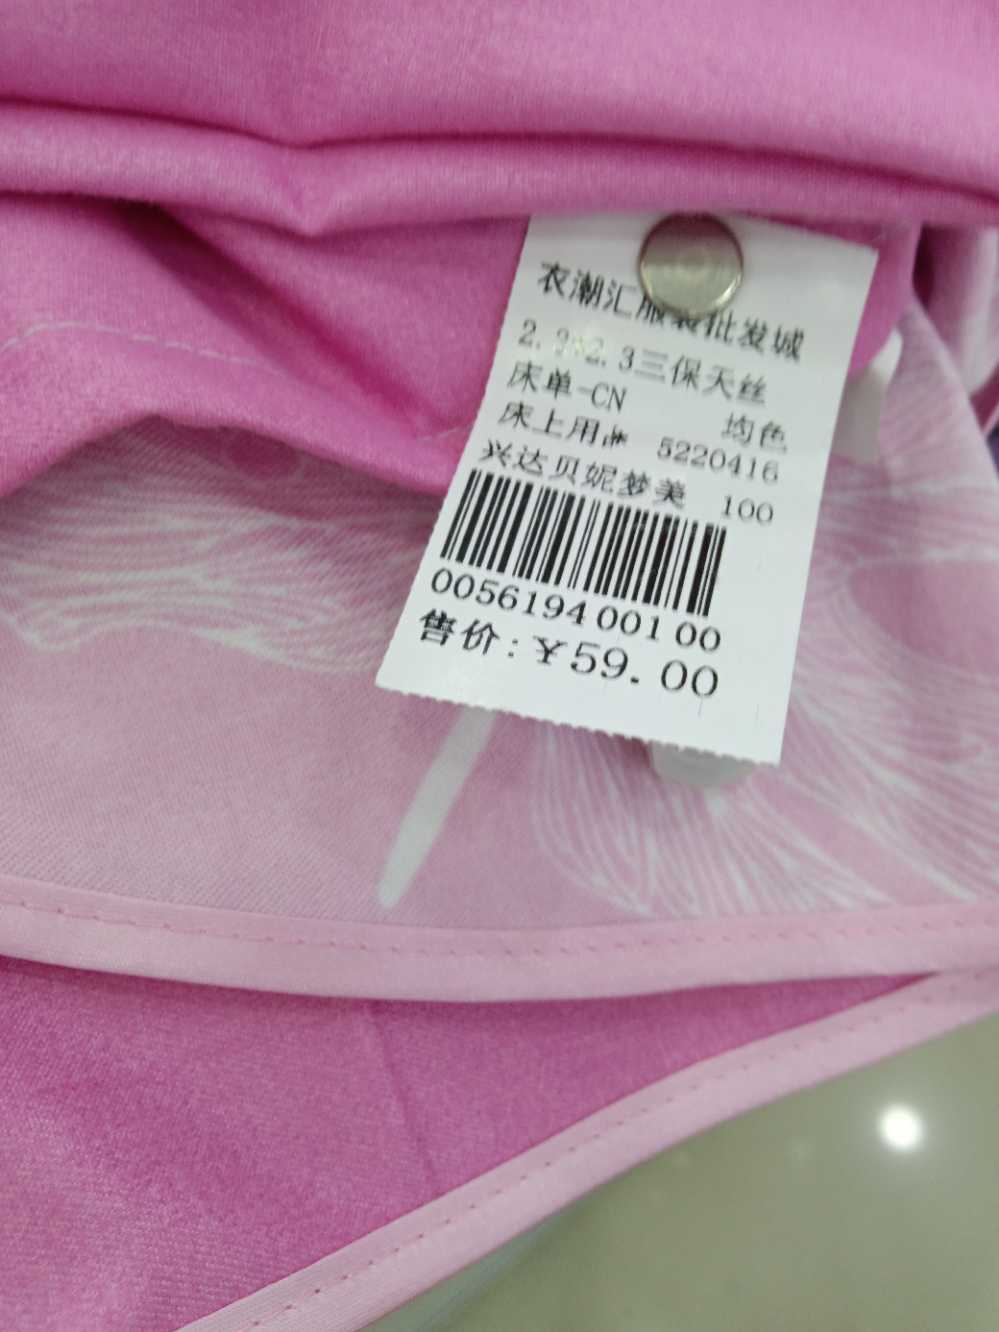 衣潮汇服装批发城
2.3*2.3三保天丝
床单-CN 均色
床上用品 5220416
兴达贝妮梦美 100
0056194 001 00
售价:¥59.00